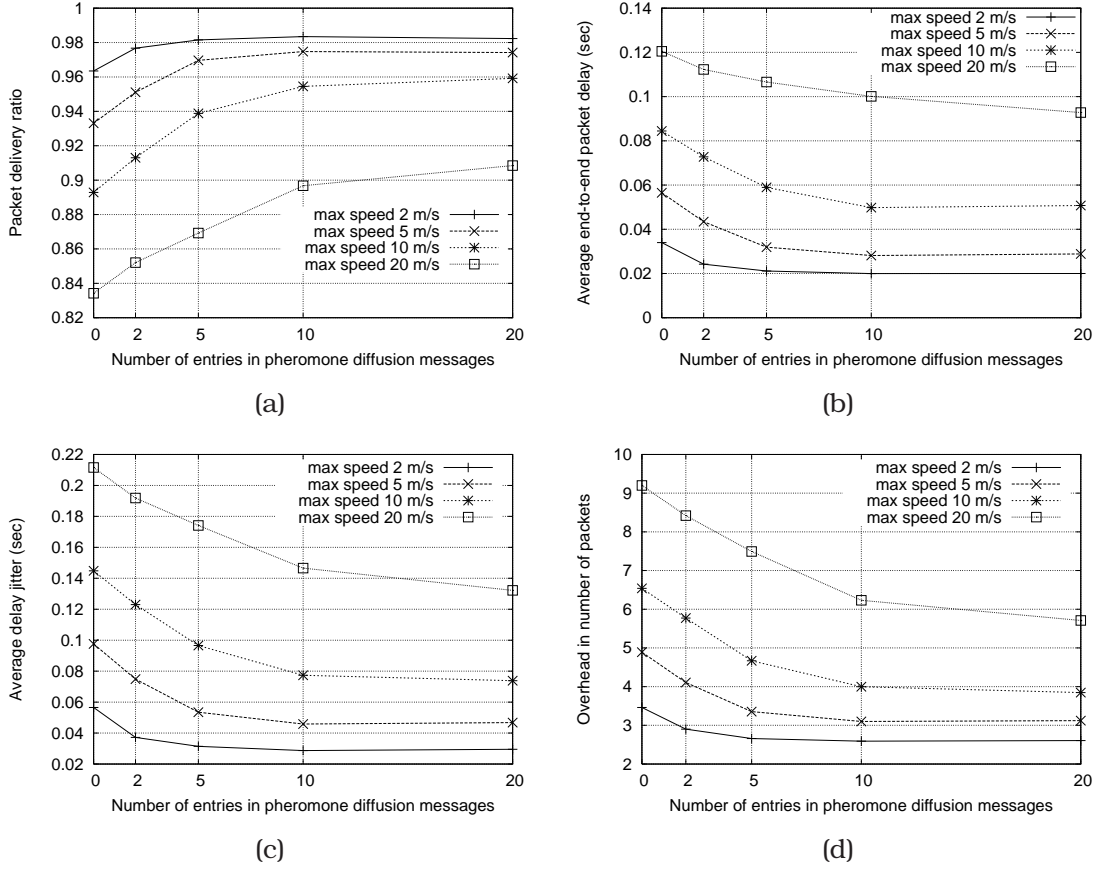 1
0.98
0.96
0.94
0.92
0.9
0.88
0.86
0.84
0.82
Packet delivery ratio
max speed 2 m/s
max speed 5 m/s
max speed 10 m/s
max speed 20 m/s
0 2 5 10 20
Number of entries in pheromone diffusion messages
(a)
0.14
0.12
0.1
0.08
0.06
0.04
0.02
0
Average end-to-end packet delay (sec)
max speed 2 m/s
max speed 5 m/s
max speed 10 m/s
max speed 20 m/s
0 2 5 10 20
Number of entries in pheromone diffusion messages
(b)
0.22
0.2
0.18
0.16
0.14
0.12
0.1
0.08
0.06
0.04
0.02
Average delay jitter (sec)
max speed 2 m/s
max speed 5 m/s
max speed 10 m/s
max speed 20 m/s
0 2 5 10 20
Number of entries in pheromone diffusion messages
(c)
10
9
8
7
6
5
4
3
2
Overhead in number of packets
max speed 2 m/s
max speed 5 m/s
max speed 10 m/s
max speed 20 m/s
0 2 5 10 20
Number of entries in pheromone diffusion messages
(d)